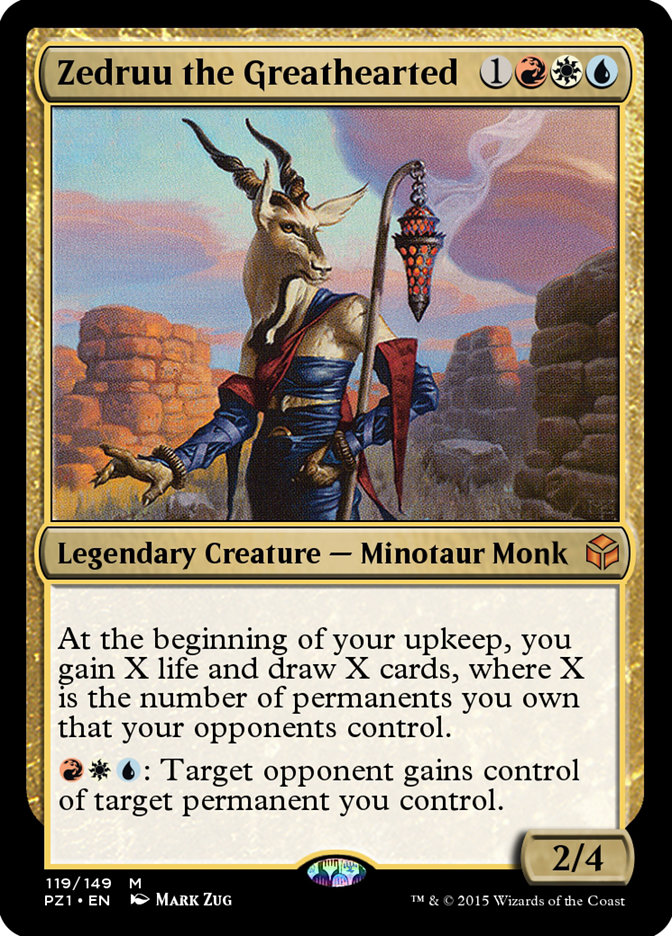 Zedruu the Greathearted 1
Legendary Creature — Minotaur Monk
At the beginning of your upkeep, you
gain X life and draw X cards, where X
is the number of permanents you own
that your opponents control.
: Target opponent gains control
of target permanent you control.
2/4
119/149 M
PZ1 • EN Mark Zug
™ & © 2015 Wizards of the Coast